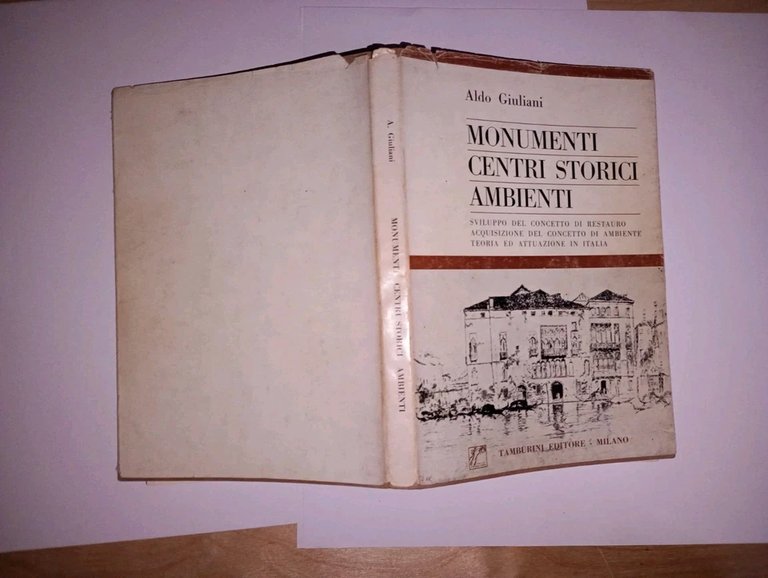 A. Giuliani
MONUMENTI CENTRI STORICI AMBIENTI
Aldo Giuliani
MONUMENTI
CENTRI STORICI
AMBIENTI
SVILUPPO DEL CONCETTO DI RESTAURO
ACQUISIZIONE DEL CONCETTO DI AMBIENTE
TEORIA ED ATTUAZIONE IN ITALIA
TAMBURINI EDITORE - MILANO